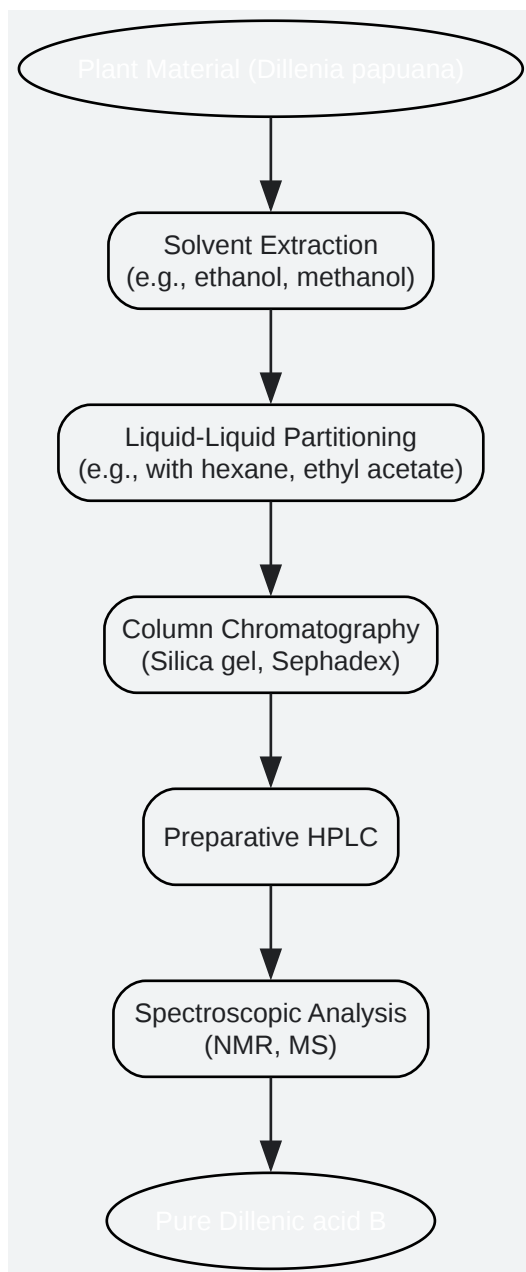 Plant Material (Dillenia papuana)
Solvent Extraction
(e.g., ethanol, methanol)
Liquid-Liquid Partitioning
(e.g., with hexane, ethyl acetate)
Column Chromatography
(Silica gel, Sephadex)
Preparative HPLC
Spectroscopic Analysis
(NMR, MS)
Pure Dillenic acid B